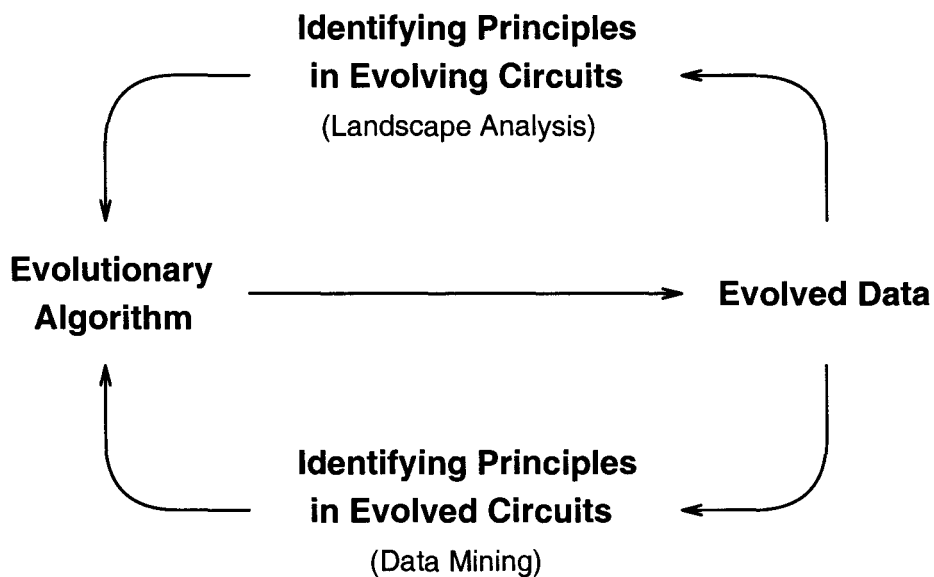 Identifying Principles
in Evolving Circuits
(Landscape Analysis)
Evolutionary
Algorithm
Evolved Data
Identifying Principles
in Evolved Circuits
(Data Mining)